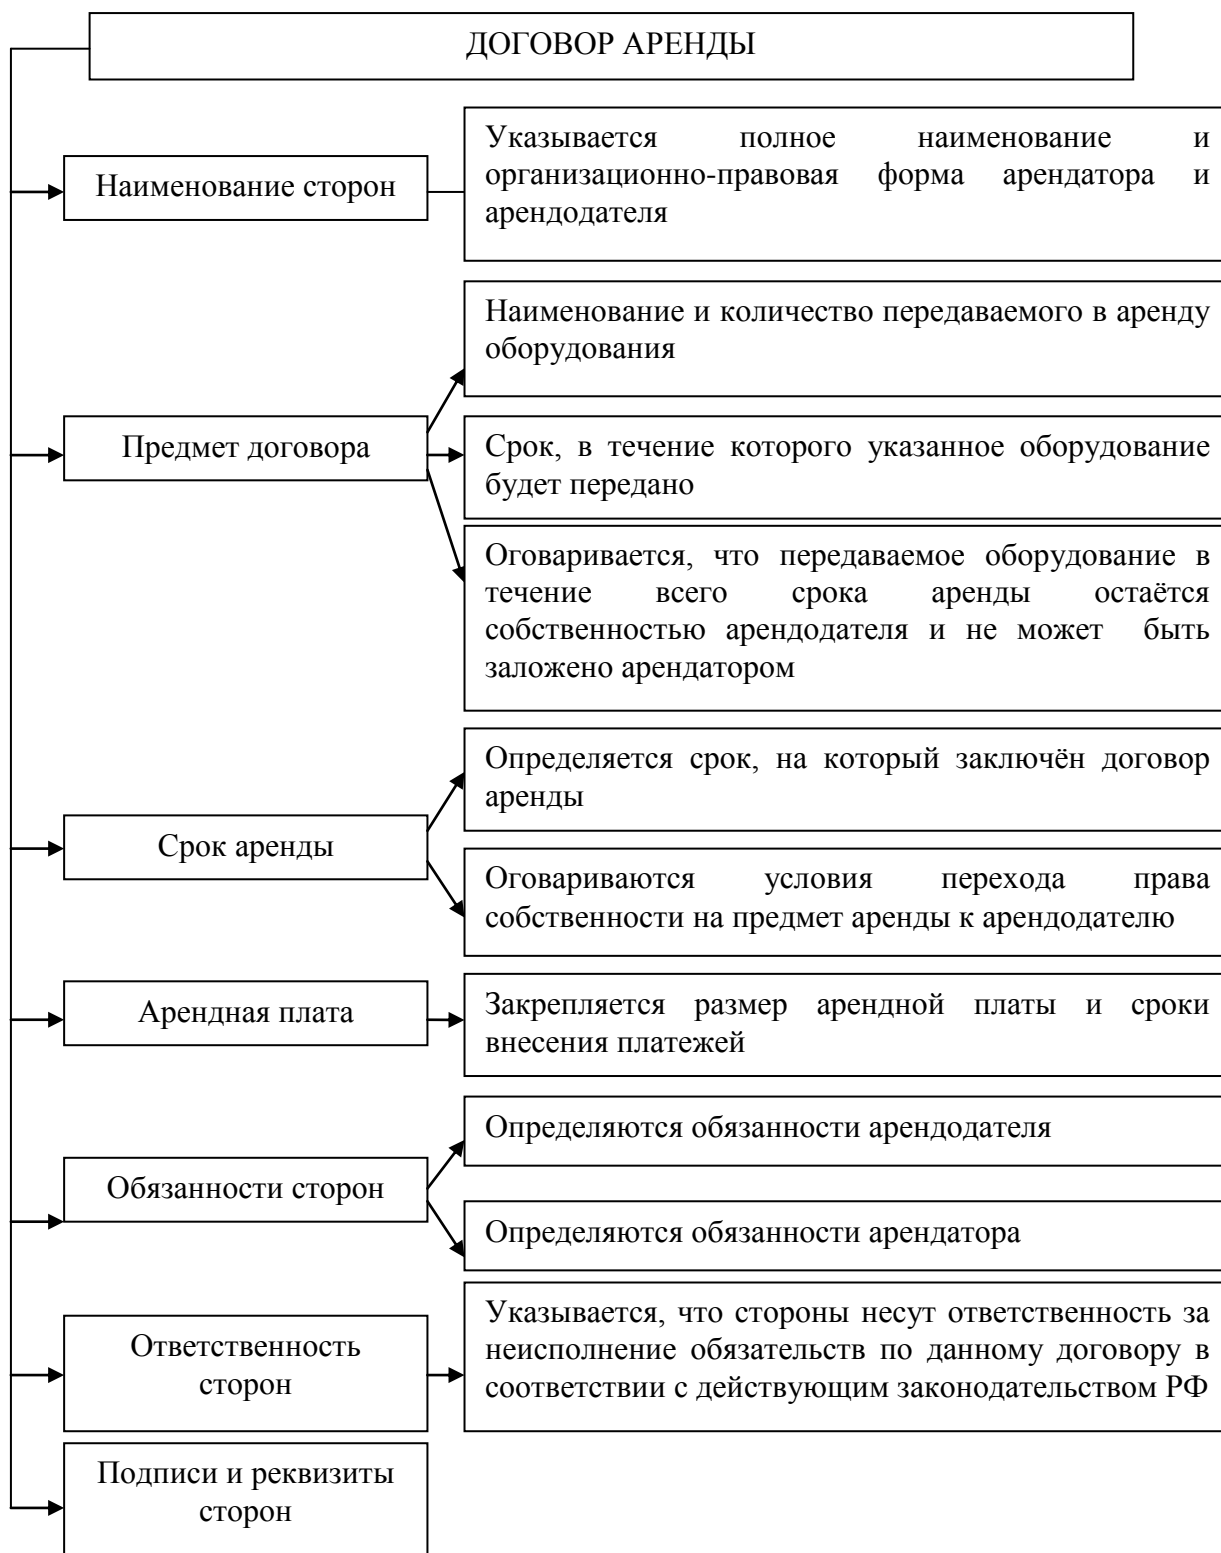 ДОГОВОР АРЕНДЫ
Наименование сторон
Указывается полное наименование и
организационно-правовая форма арендатора и
арендодателя
Предмет договора
Наименование и количество передаваемого в аренду
оборудования
Срок, в течение которого указанное оборудование
будет передано
Оговаривается, что передаваемое оборудование в
течение всего срока аренды остаётся
собственностью арендодателя и не может быть
заложено арендатором
Срок аренды
Определяется срок, на который заключён договор
аренды
Оговариваются условия перехода права
собственности на предмет аренды к арендодателю
Арендная плата
Закрепляется размер арендной платы и сроки
внесения платежей
Обязанности сторон
Определяются обязанности арендодателя
Определяются обязанности арендатора
Ответственность
сторон
Указывается, что стороны несут ответственность за
неисполнение обязательств по данному договору в
соответствии с действующим законодательством РФ
Подписи и реквизиты
сторон